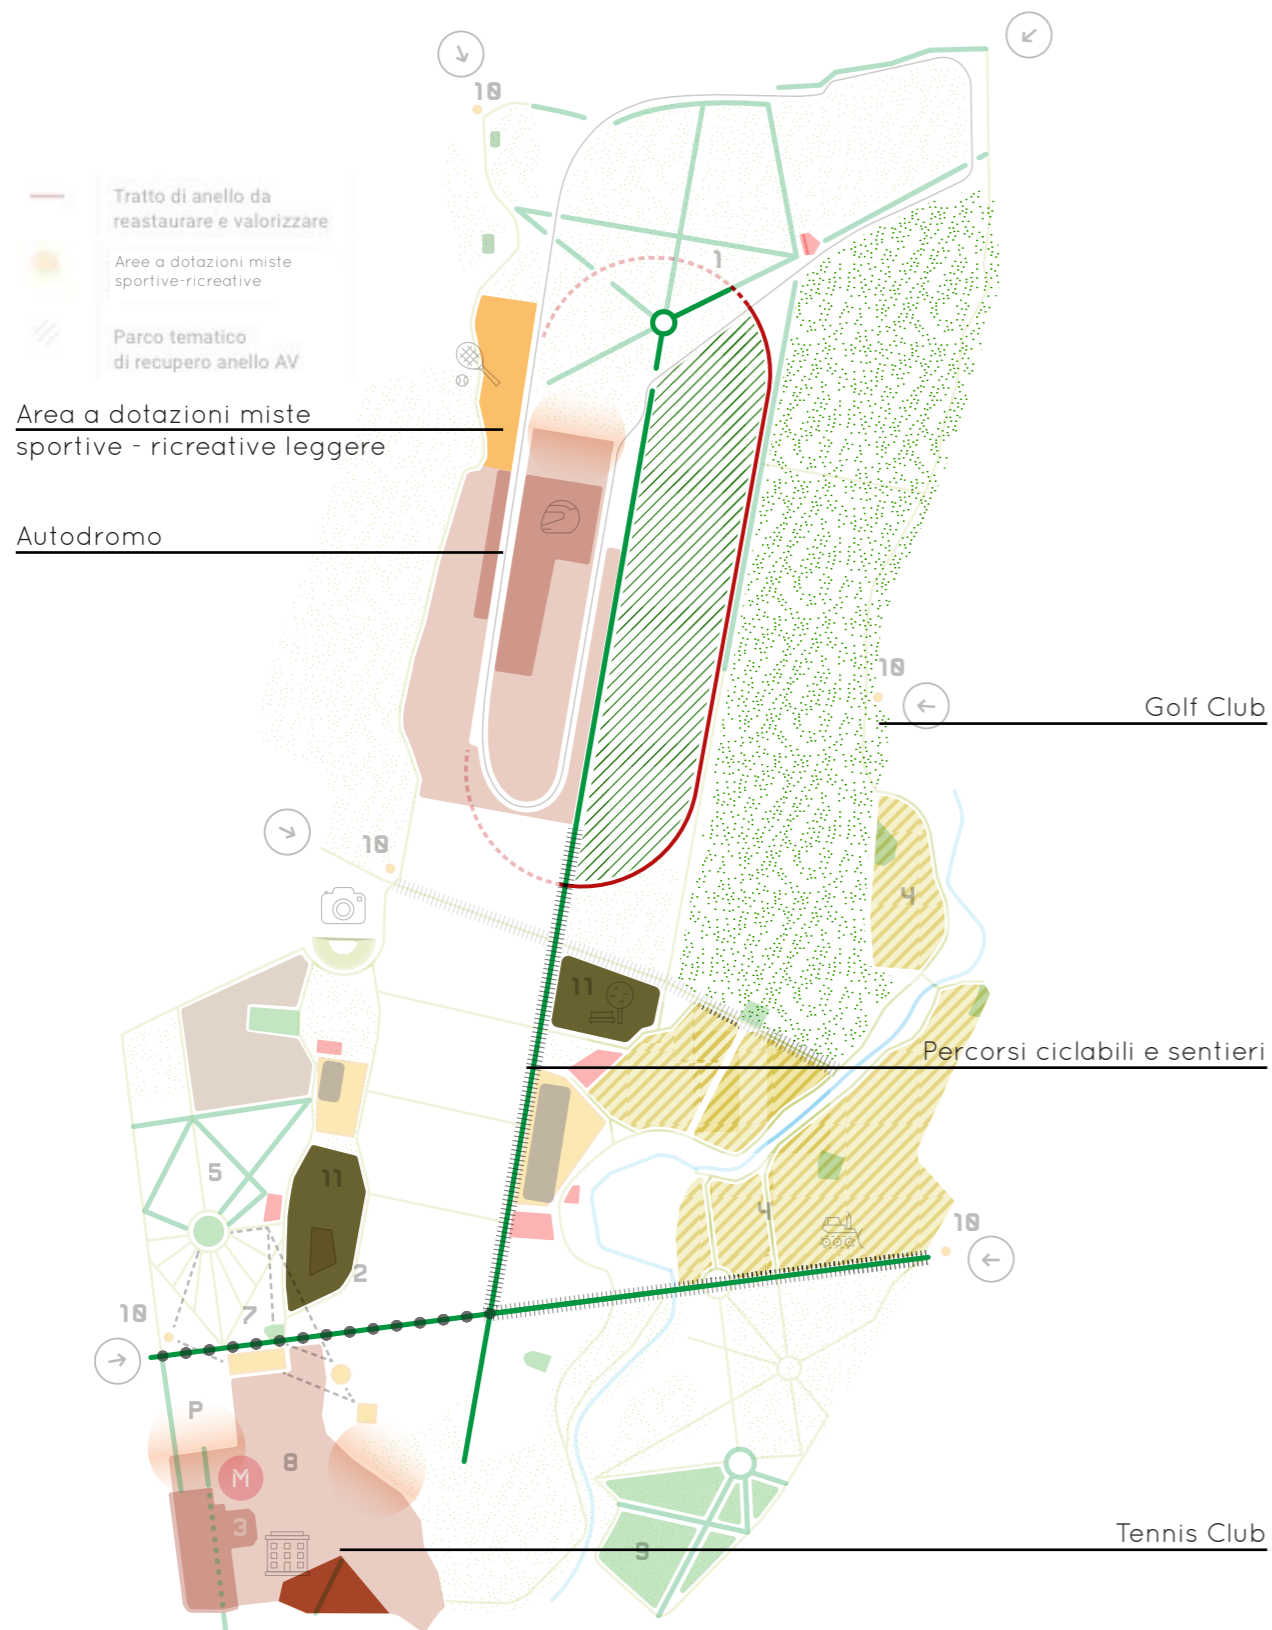 10
Tratto di anello da
reastaurare e valorizzare
Aree a dotazioni miste
sportive-ricreative
Parco tematico
di recupero anello AV
1
Area a dotazioni miste
sportive - ricreative leggere
Autodromo
10
Golf Club
10
4
11
Percorsi ciclabili e sentieri
5
11
4
10
2
10
7
P
8
M
3
Tennis Club
9